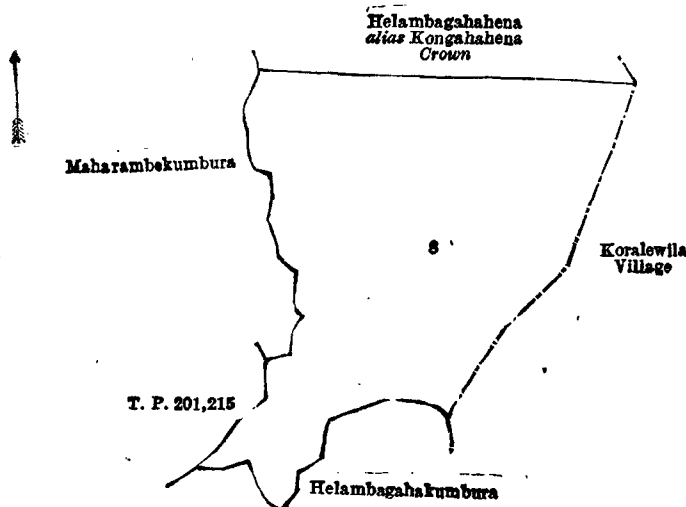 Helambagahahena
alias Kongahahena
Crown
Maharambekumbura
8
Koralewila
Village
T. P. 201,215
Helambagahakumbura